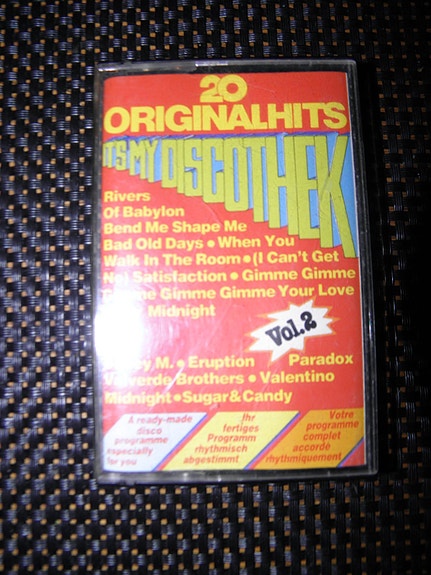 20
ORIGINALHITS
IT'S MY DISCOTHEK
Rivers
Of Babylon
Bend Me Shape Me
Bad Old Days • When You
Walk In The Room • (I Can't Get
No) Satisfaction • Gimme Gimme
Gimme Gimme Your Love
Midnight
Vol.2
M. • Eruption Paradox
Valverde Brothers • Valentino
Midnight • Sugar & Candy
A ready-made
disco
programme
especially
for you
Ihr
fertiges
Programm
rhythmisch
abgestimmt
Votre
programme
complet
accordé
rhythmiquement